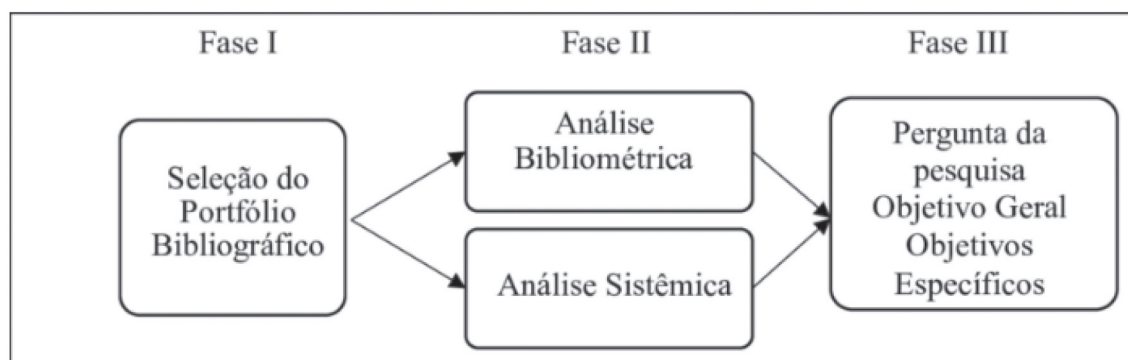 Fase I
Fase II
Fase III
Seleção do
Portfólio
Bibliográfico
Análise
Bibliométrica
Análise Sistêmica
Pergunta da
pesquisa
Objetivo Geral
Objetivos
Específicos